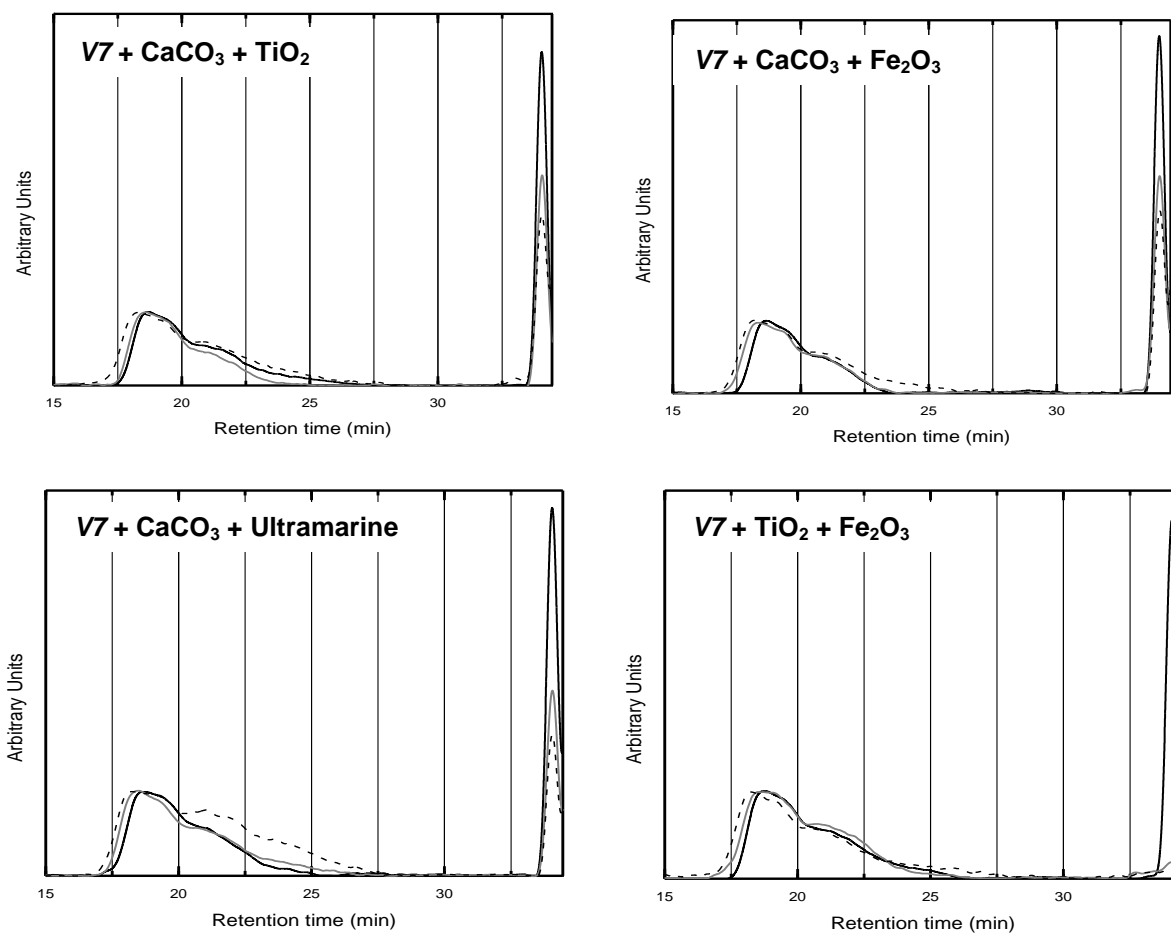 V7 + CaCO₃ + TiO₂
Arbitrary Units
15 20 25 30
Retention time (min)
V7 + CaCO₃ + Fe₂O₃
Arbitrary Units
15 20 25 30
Retention time (min)
V7 + CaCO₃ + Ultramarine
Arbitrary Units
15 20 25 30
Retention time (min)
V7 + TiO₂ + Fe₂O₃
Arbitrary Units
15 20 25 30
Retention time (min)